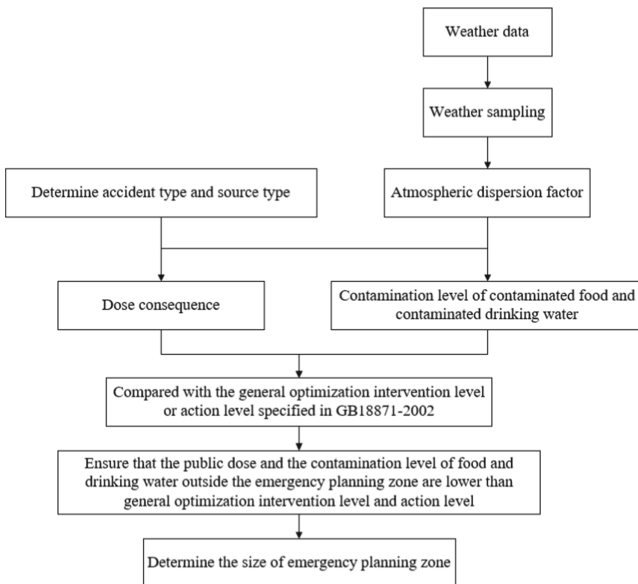 Weather data
Weather sampling
Determine accident type and source type
Atmospheric dispersion factor
Dose consequence
Contamination level of contaminated food and
contaminated drinking water
Compared with the general optimization intervention level
or action level specified in GB18871-2002
Ensure that the public dose and the contamination level of food and
drinking water outside the emergency planning zone are lower than
general optimization intervention level and action level
Determine the size of emergency planning zone